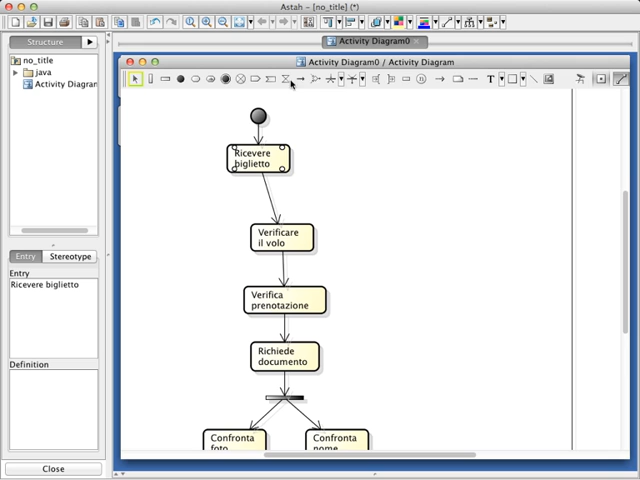 Astah - [no_title] (*)
Structure
Activity Diagram0
no_title
java
Activity Diagram
Activity Diagram0 / Activity Diagram
T
Ricevere
biglietto
Verificare
il volo
Verifica
prenotazione
Richiede
documento
Confronta
foto
Confronta
nome
Entry
Stereotype
Entry
Ricevere biglietto
Definition
Close